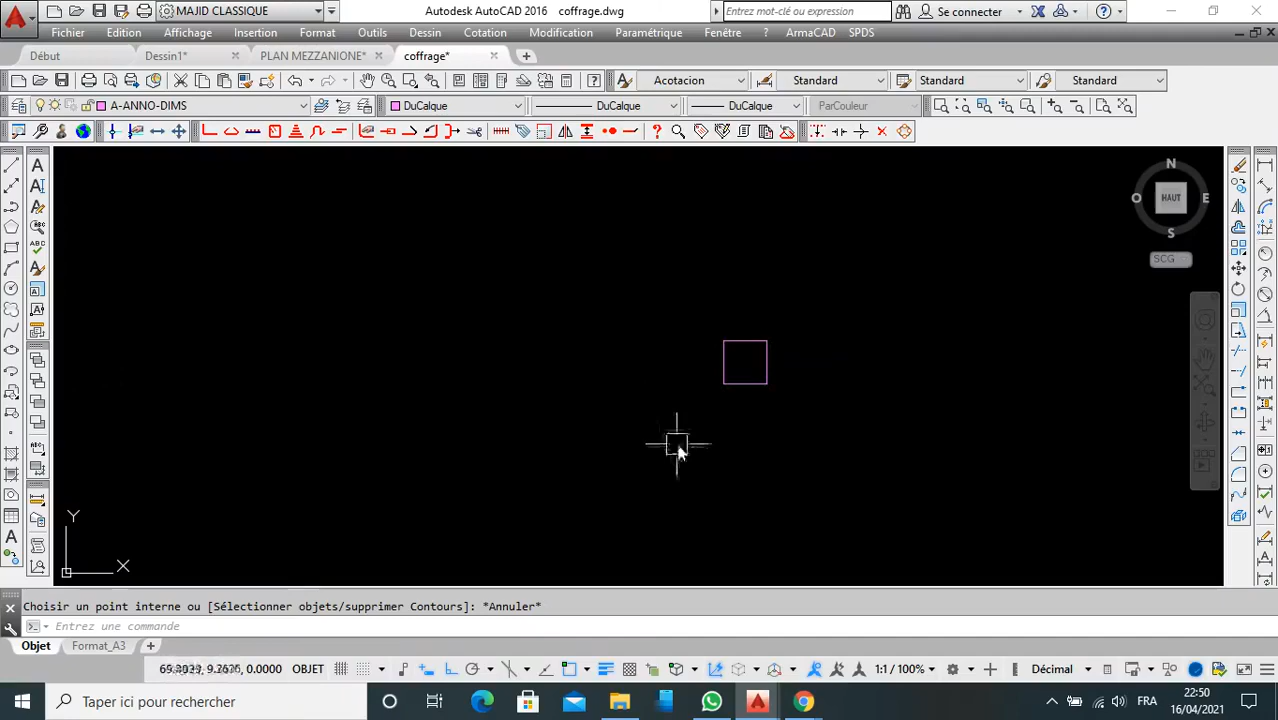 MAJID CLASSIQUE
Autodesk AutoCAD 2016 coffrage.dwg
Entrez mot-clé ou expression
Se connecter
Fichier Edition Affichage Insertion Format Outils Dessin Cotation Modification Paramétrique Fenêtre ? ArmaCAD SPDS
Début Dessin1* PLAN MEZZANIONE* coffrage*
Acotacion Standard Standard Standard
A-ANNO-DIMS DuCalque DuCalque DuCalque ParCouleur
N
O HAUT E
S
SCG
Y
X
Choisir un point interne ou [Sélectionner objets/supprimer Contours]: *Annuler*
Entrez une commande
Objet Format_A3
0.0000 OBJET 1:1 / 100% Décimal
Taper ici pour rechercher
FRA
22:50
16/04/2021